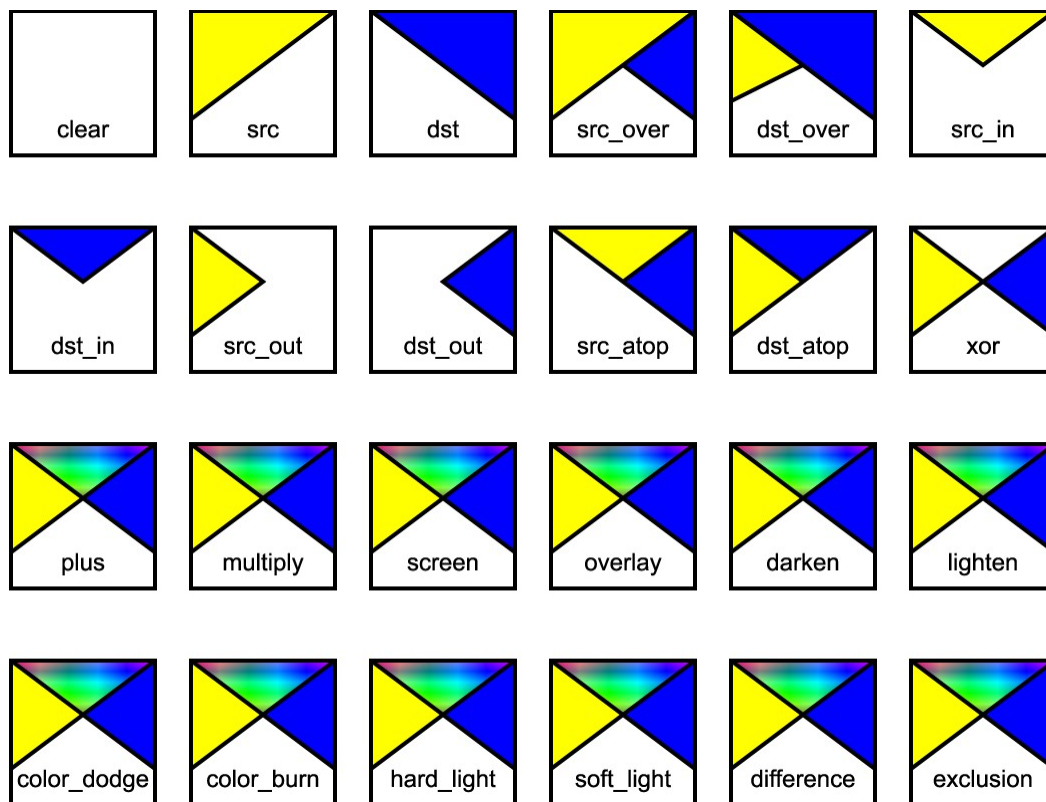 clear
src
dst
src_over
dst_over
src_in
dst_in
src_out
dst_out
src_atop
dst_atop
xor
plus
multiply
screen
overlay
darken
lighten
color_dodge
color_burn
hard_light
soft_light
difference
exclusion